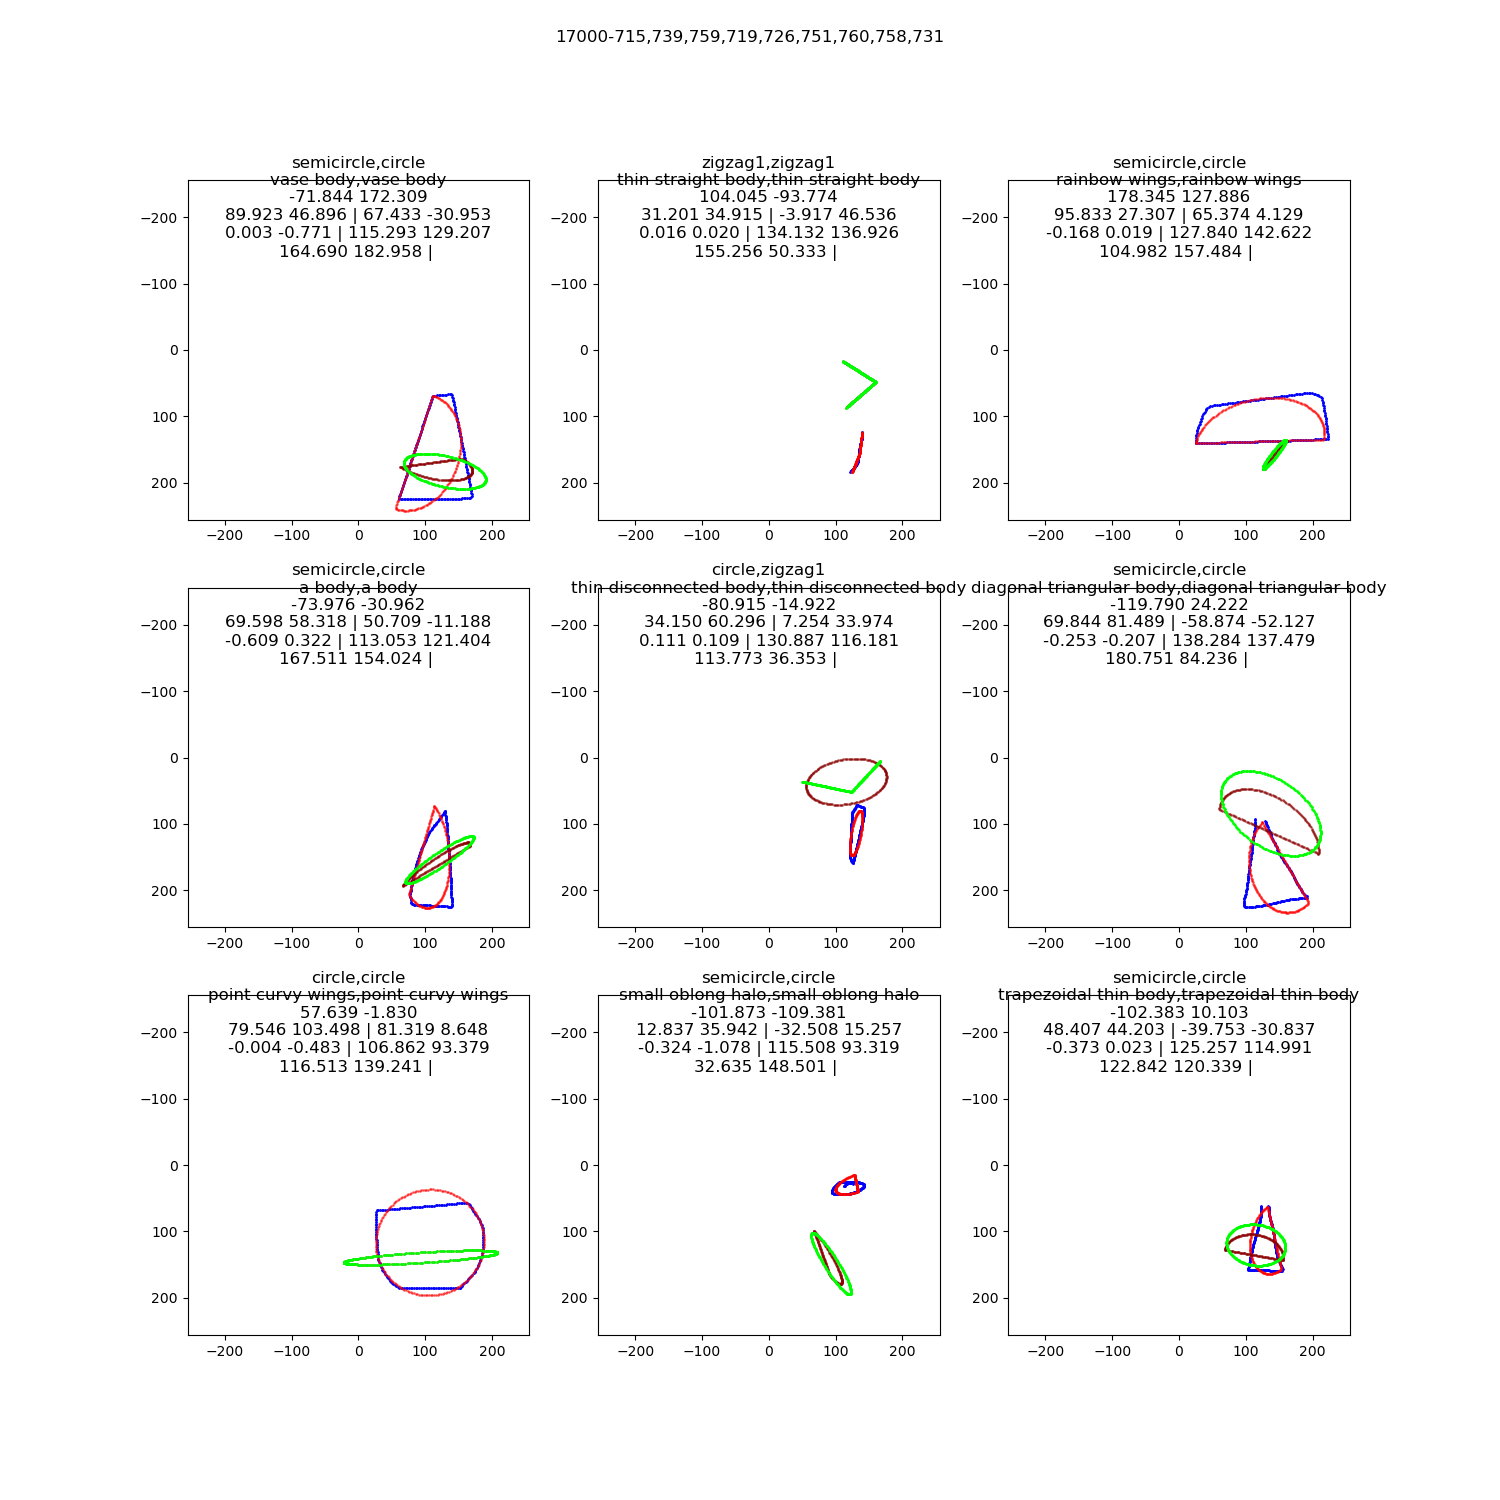 17000-715,739,759,719,726,751,760,758,731
semicircle,circle
vase body,vase body
-71.844 172.309
89.923 46.896 | 67.433 -30.953
0.003 -0.771 | 115.293 129.207
164.690 182.958 |
−200
−100
0
100
200
−200 −100 0 100 200
zigzag1,zigzag1
thin straight body,thin straight body
104.045 -93.774
31.201 34.915 | -3.917 46.536
0.016 0.020 | 134.132 136.926
155.256 50.333 |
−200
−100
0
100
200
−200 −100 0 100 200
semicircle,circle
rainbow wings,rainbow wings
178.345 127.886
95.833 27.307 | 65.374 4.129
-0.168 0.019 | 127.840 142.622
104.982 157.484 |
−200
−100
0
100
200
−200 −100 0 100 200
semicircle,circle
a body,a body
-73.976 -30.962
69.598 58.318 | 50.709 -11.188
-0.609 0.322 | 113.053 121.404
167.511 154.024 |
−200
−100
0
100
200
−200 −100 0 100 200
circle,zigzag1
thin disconnected body,thin disconnected body
-80.915 -14.922
34.150 60.296 | 7.254 33.974
0.111 0.109 | 130.887 116.181
113.773 36.353 |
−200
−100
0
100
200
−200 −100 0 100 200
semicircle,circle
diagonal triangular body,diagonal triangular body
-119.790 24.222
69.844 81.489 | -58.874 -52.127
-0.253 -0.207 | 138.284 137.479
180.751 84.236 |
−200
−100
0
100
200
−200 −100 0 100 200
circle,circle
point curvy wings,point curvy wings
57.639 -1.830
79.546 103.498 | 81.319 8.648
-0.004 -0.483 | 106.862 93.379
116.513 139.241 |
−200
−100
0
100
200
−200 −100 0 100 200
semicircle,circle
small oblong halo,small oblong halo
-101.873 -109.381
12.837 35.942 | -32.508 15.257
-0.324 -1.078 | 115.508 93.319
32.635 148.501 |
−200
−100
0
100
200
−200 −100 0 100 200
semicircle,circle
trapezoidal thin body,trapezoidal thin body
-102.383 10.103
48.407 44.203 | -39.753 -30.837
-0.373 0.023 | 125.257 114.991
122.842 120.339 |
−200
−100
0
100
200
−200 −100 0 100 200